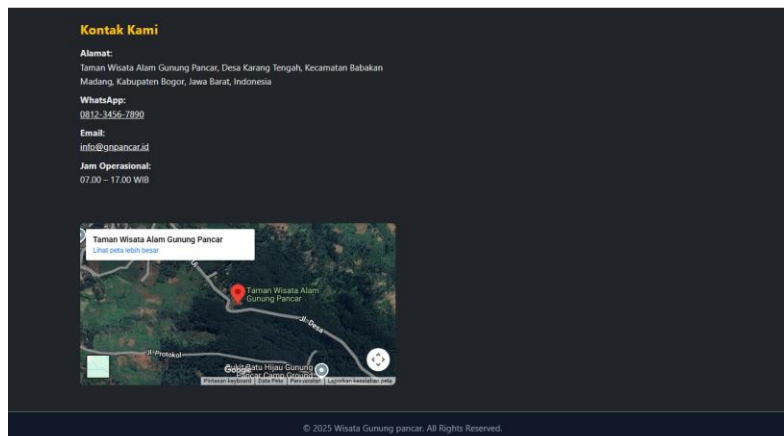 Kontak Kami
Alamat:
Taman Wisata Alam Gunung Pancar, Desa Karang Tengah, Kecamatan Babakan
Madang, Kabupaten Bogor, Jawa Barat, Indonesia
WhatsApp:
0812-3456-7890
Email:
info@gnpancar.id
Jam Operasional:
07.00 – 17.00 WIB
Taman Wisata Alam Gunung Pancar
Lihat peta lebih besar
Taman Wisata Alam
Gunung Pancar
Jl. Desa
Jl. Protokol
Bukit Batu Hijau Gunung
Pancar Camp Ground
Google
Pintasan keyboard
Data Peta
Persyaratan
Laporkan kesalahan peta
© 2025 Wisata Gunung pancar. All Rights Reserved.